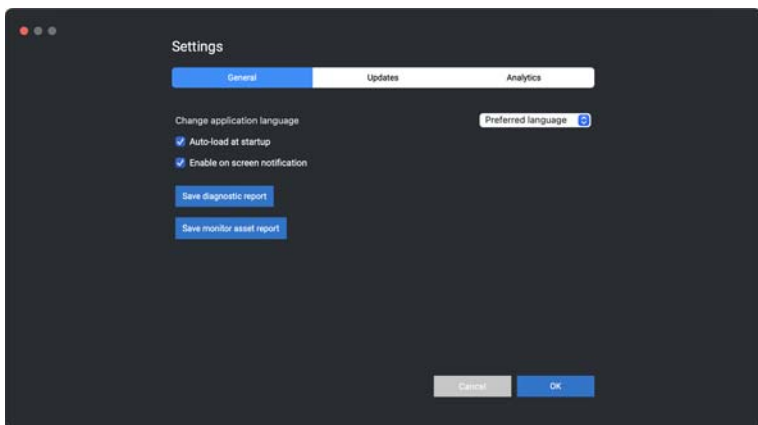 Settings
General Updates Analytics
Change application language Preferred language
Auto-load at startup
Enable on screen notification
Save diagnostic report
Save monitor asset report
Cancel OK